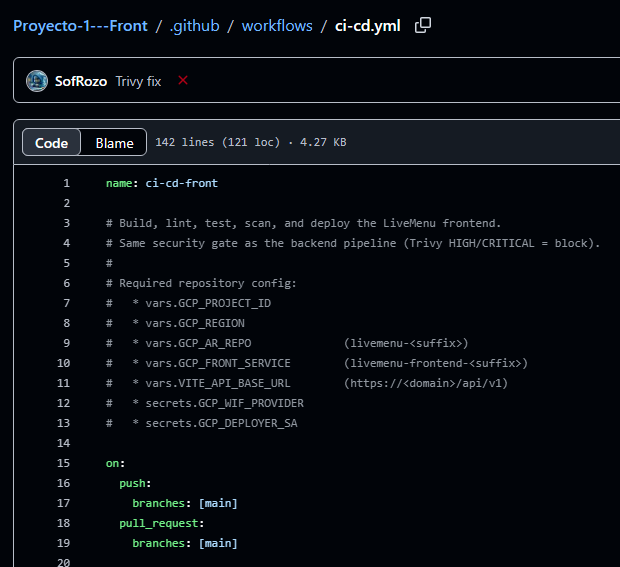 Proyecto-1---Front / .github / workflows / ci-cd.yml
SofRozo Trivy fix
Code Blame 142 lines (121 loc) · 4.27 KB
1 name: ci-cd-front
2
3 # Build, lint, test, scan, and deploy the LiveMenu frontend.
4 # Same security gate as the backend pipeline (Trivy HIGH/CRITICAL = block).
5 #
6 # Required repository config:
7 #   * vars.GCP_PROJECT_ID
8 #   * vars.GCP_REGION
9 #   * vars.GCP_AR_REPO              (livemenu-<suffix>)
10 #   * vars.GCP_FRONT_SERVICE        (livemenu-frontend-<suffix>)
11 #   * vars.VITE_API_BASE_URL        (https://<domain>/api/v1)
12 #   * secrets.GCP_WIF_PROVIDER
13 #   * secrets.GCP_DEPLOYER_SA
14
15 on:
16   push:
17     branches: [main]
18   pull_request:
19     branches: [main]
20